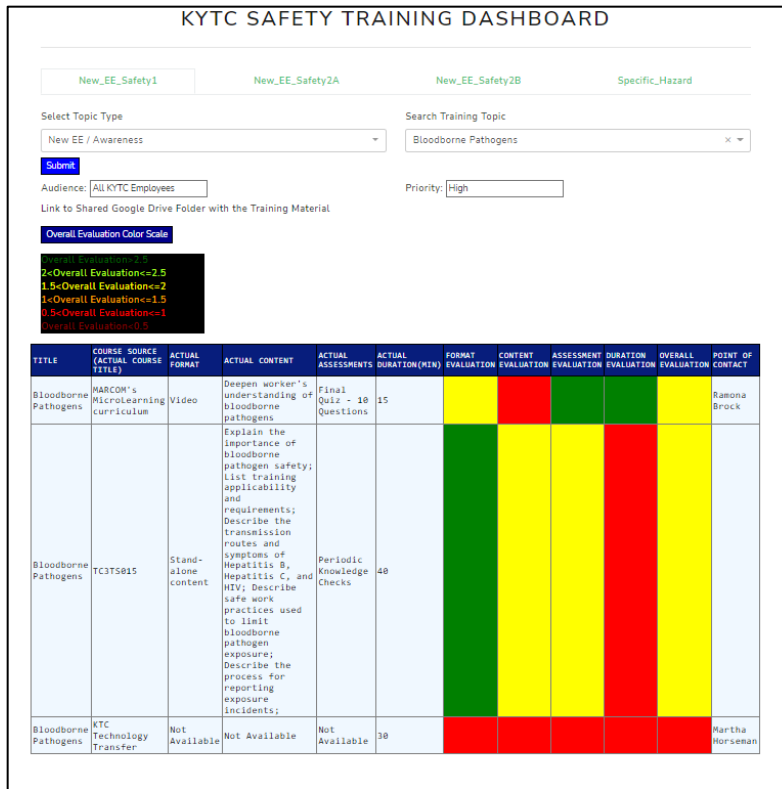 KYTC SAFETY TRAINING DASHBOARD
New_EE_Safety1 New_EE_Safety2A New_EE_Safety2B Specific_Hazard
Select Topic Type Search Training Topic
New EE / Awareness Bloodborne Pathogens ×
Submit
Audience: All KYTC Employees Priority: High
Link to Shared Google Drive Folder with the Training Material
Overall Evaluation Color Scale
Overall Evaluation>2.5
2<Overall Evaluation<=2.5
1.5<Overall Evaluation<=2
1<Overall Evaluation<=1.5
0.5<Overall Evaluation<=1
Overall Evaluation<0.5
TITLE
COURSE SOURCE
(ACTUAL COURSE
TITLE)
ACTUAL
FORMAT
ACTUAL CONTENT
ACTUAL
ASSESSMENTS
ACTUAL
DURATION(MIN)
FORMAT
EVALUATION
CONTENT
EVALUATION
ASSESSMENT
EVALUATION
DURATION
EVALUATION
OVERALL
EVALUATION
POINT OF
CONTACT
Bloodborne
Pathogens
MARCOM's
MicroLearning
curriculum
Video
Deepen worker's
understanding of
bloodborne
pathogens
Final
Quiz - 10
Questions
15
Ramona
Brock
Bloodborne
Pathogens
TC3TS015
Stand-
alone
content
Explain the
importance of
bloodborne
pathogen safety;
List training
applicability
and
requirements;
Describe the
transmission
routes and
symptoms of
Hepatitis B,
Hepatitis C, and
HIV; Describe
safe work
practices used
to limit
bloodborne
pathogen
exposure;
Describe the
process for
reporting
exposure
incidents;
Periodic
Knowledge
Checks
40
Bloodborne
Pathogens
KTC
Technology
Transfer
Not
Available
Not Available
Not
Available
30
Martha
Horseman